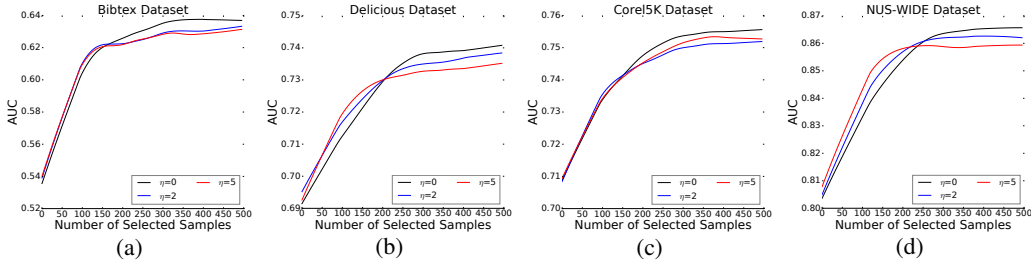 Bibtex Dataset
0.64
0.62
0.60
0.58
0.56
0.54
0.52
AUC
0 50 100 150 200 250 300 350 400 450 500
Number of Selected Samples
η=0 η=5
η=2
(a)
Delicious Dataset
0.75
0.74
0.73
0.72
0.71
0.70
0.69
AUC
0 50 100 150 200 250 300 350 400 450 500
Number of Selected Samples
η=0 η=5
η=2
(b)
Corel5K Dataset
0.76
0.75
0.74
0.73
0.72
0.71
0.70
AUC
0 50 100 150 200 250 300 350 400 450 500
Number of Selected Samples
η=0 η=5
η=2
(c)
NUS-WIDE Dataset
0.87
0.86
0.85
0.84
0.83
0.82
0.81
0.80
AUC
0 50 100 150 200 250 300 350 400 450 500
Number of Selected Samples
η=0 η=5
η=2
(d)